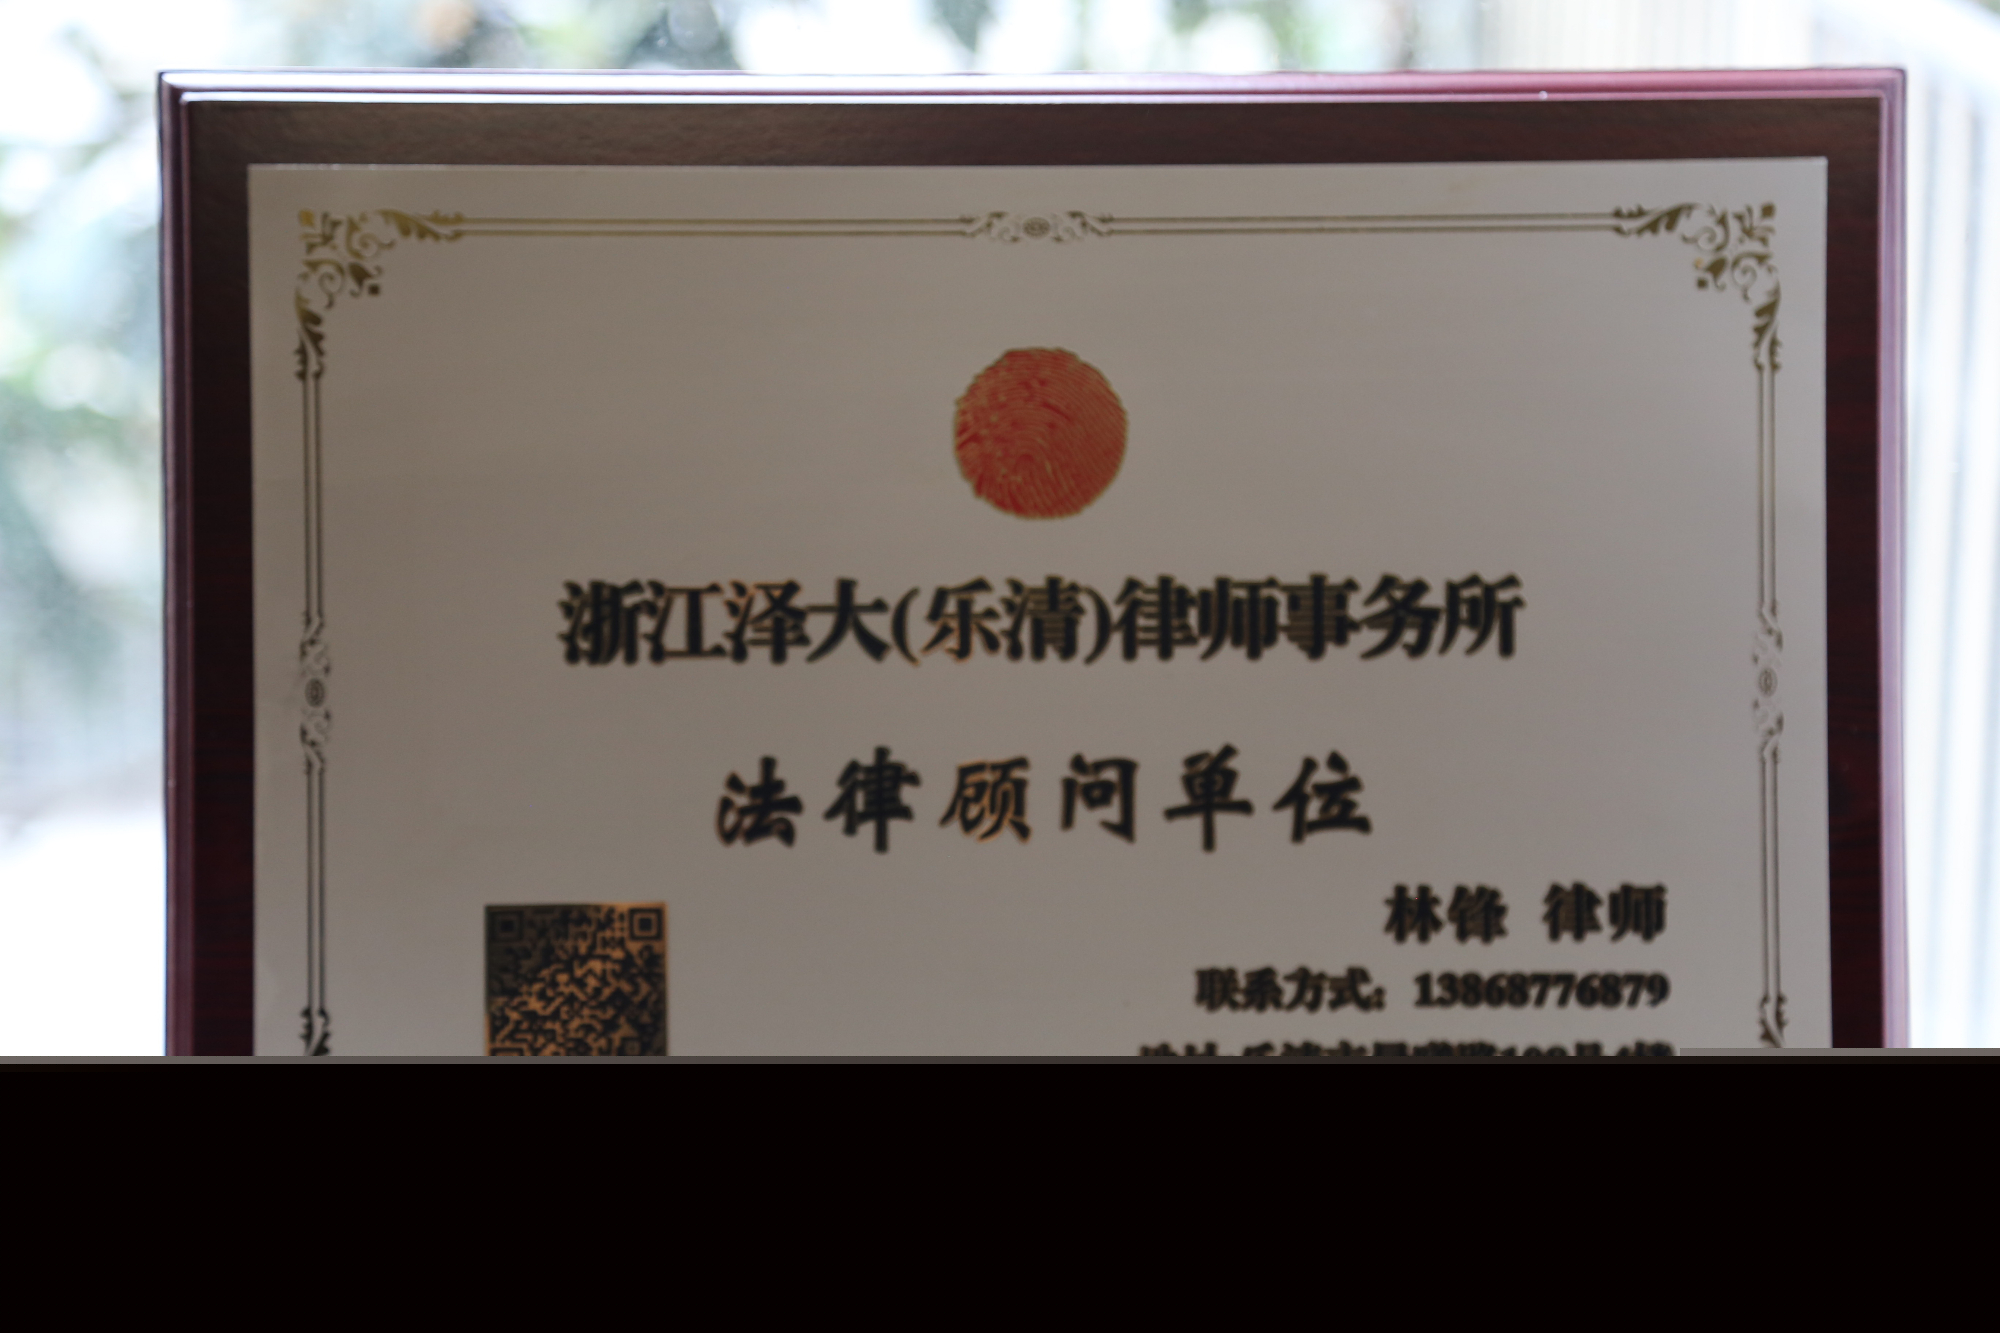 浙江泽大(乐清)律师事务所
法律顾问单位
林锋 律师
联系方式：13868776879